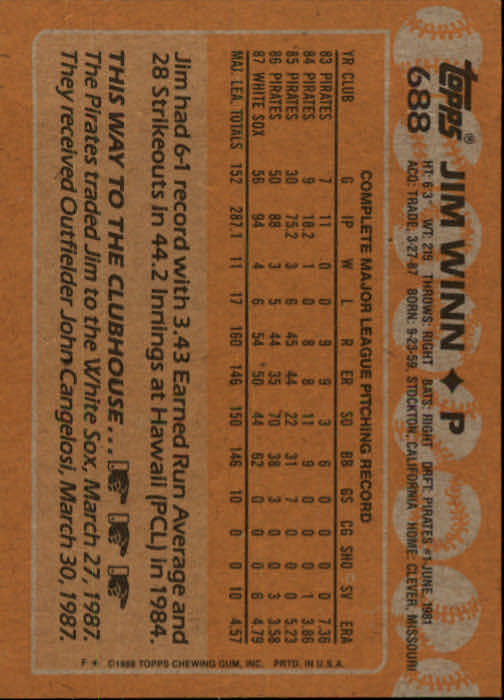 topps®
688
JIM WINN ♦ P
HT: 6'3" WT: 219 THROWS: RIGHT BATS: RIGHT DRFT: PIRATES #1-JUNE, 1981
ACQ: TRADE, 3-27-87 BORN: 9-23-59, STOCKTON, CALIFORNIA HOME: CLEVER, MISSOURI
COMPLETE MAJOR LEAGUE PITCHING RECORD
YR CLUB G IP W L R ER SO BB GS CG SHO SV ERA
83 PIRATES 7 11 0 0 9 9 3 6 0 0 0 0 7.36
84 PIRATES 9 18.2 1 0 8 8 11 9 0 0 0 1 3.86
85 PIRATES 30 75.2 3 6 45 44 22 31 7 0 0 0 5.23
86 PIRATES 50 88 3 5 44 35 70 38 3 0 0 3 3.58
87 WHITE SOX 56 94 4 6 54 50 44 62 0 0 0 6 4.79
MAJ. LEA. TOTALS 152 287.1 11 17 160 146 150 146 10 0 0 10 4.57
Jim had 6-1 record with 3.43 Earned Run Average and
28 Strikeouts in 44.2 Innings at Hawaii (PCL) in 1984.
THIS WAY TO THE CLUBHOUSE...
The Pirates traded Jim to the White Sox, March 27, 1987.
They received Outfielder John Cangelosi, March 30, 1987.
F * ©1988 TOPPS CHEWING GUM, INC. PRTD. IN U.S.A.